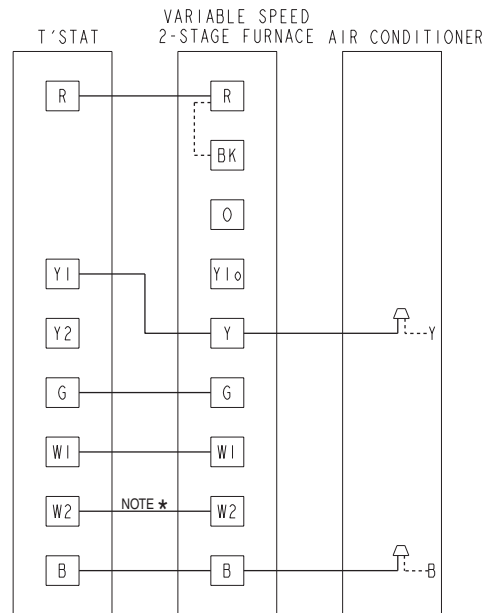 VARIABLE SPEED
T'STAT 2-STAGE FURNACE AIR CONDITIONER
R R
BK
O
Y1 Y1o
Y2 Y Y
G G
W1 W1
W2 NOTE * W2
B B B